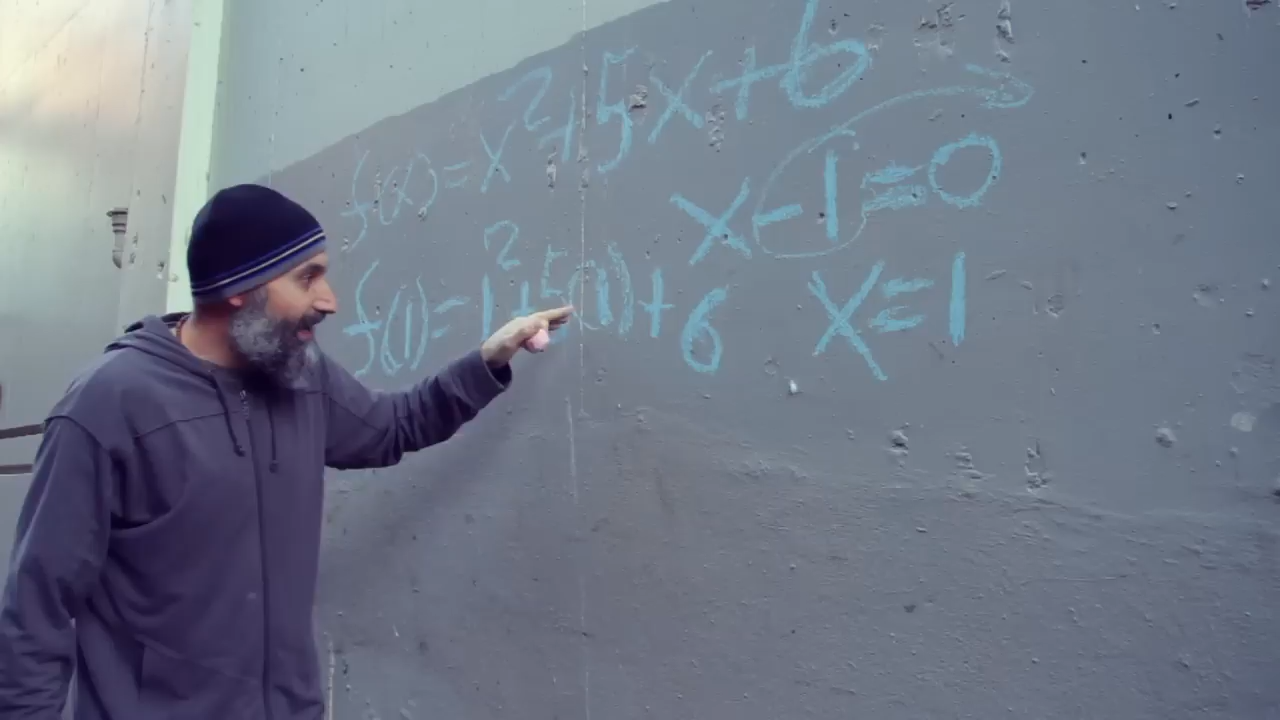 f(x) = x²+5x+6
x-1=0
f(1) = 1²+5(1)+6
x=1